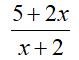 5 + 2x
x + 2